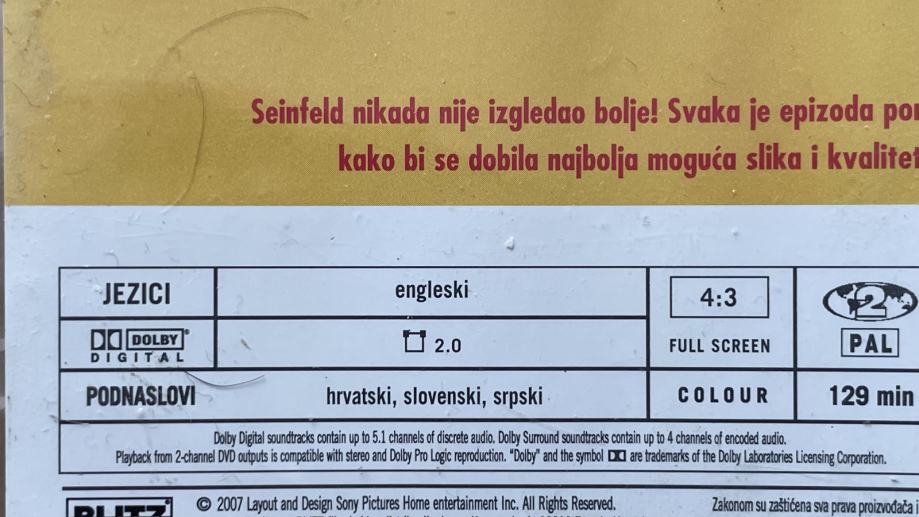 Seinfeld nikada nije izgledao bolje! Svaka je epizoda
kako bi se dobila najbolja moguća slika i
JEZICI engleski 4:3 2
DOLBY DIGITAL 2.0 FULL SCREEN PAL
PODNASLOVI hrvatski, slovenski, srpski COLOUR 129 min
Dolby Digital soundtracks contain up to 5.1 channels of discrete audio. Dolby Surround soundtracks contain up to 4 channels of encoded audio.
Playback from 2-channel DVD outputs is compatible with stereo and Dolby Pro Logic reproduction. "Dolby" and the symbol are trademarks of the Dolby Laboratories Licensing Corporation.
BLITZ © 2007 Layout and Design Sony Pictures Home entertainment Inc. All Rights Reserved. Zakonom su zaštićena sva prava proizvođača i